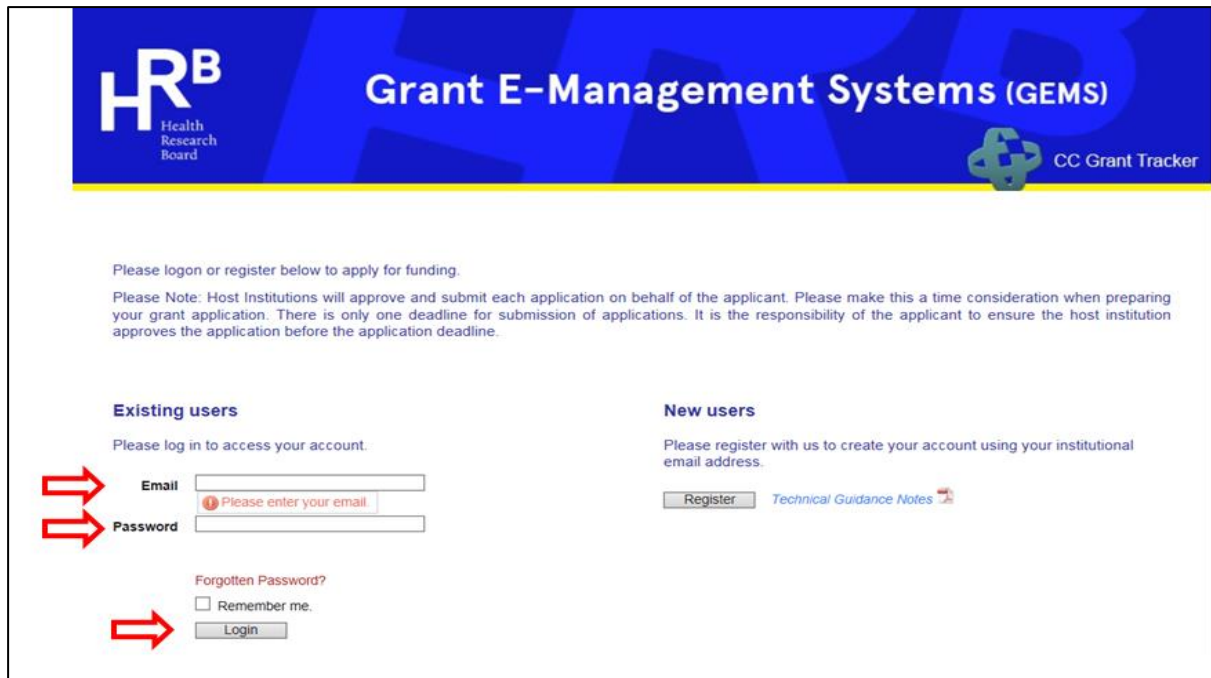 HRB
Health
Research
Board
Grant E-Management Systems (GEMS)
CC Grant Tracker
Please logon or register below to apply for funding.
Please Note: Host Institutions will approve and submit each application on behalf of the applicant. Please make this a time consideration when preparing
your grant application. There is only one deadline for submission of applications. It is the responsibility of the applicant to ensure the host institution
approves the application before the application deadline.
Existing users
Please log in to access your account.
Email
Please enter your email.
Password
Forgotten Password?
Remember me.
Login
New users
Please register with us to create your account using your institutional
email address.
Register Technical Guidance Notes